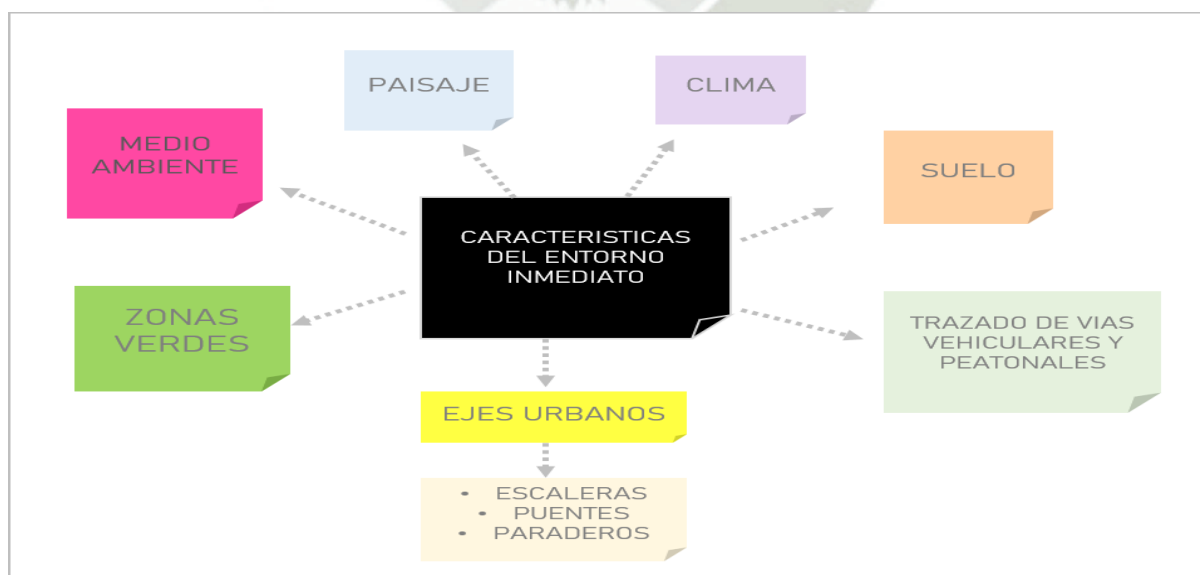 PAISAJE
CLIMA
MEDIO
AMBIENTE
SUELO
CARACTERISTICAS
DEL ENTORNO
INMEDIATO
ZONAS
VERDES
TRAZADO DE VIAS
VEHICULARES Y
PEATONALES
EJES URBANOS
• ESCALERAS
• PUENTES
• PARADEROS